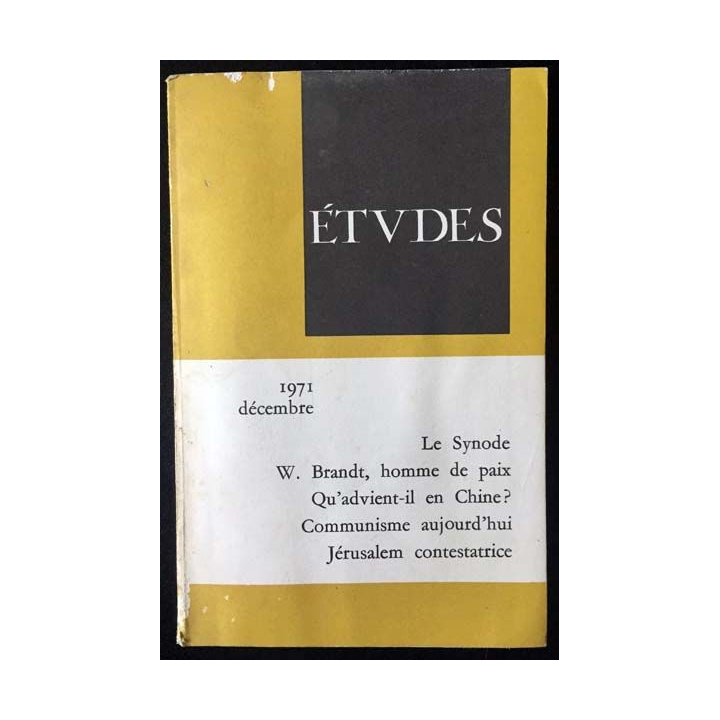 ÉTVDES
1971
décembre
Le Synode
W. Brandt, homme de paix
Qu'advient-il en Chine?
Communisme aujourd'hui
Jérusalem contestatrice